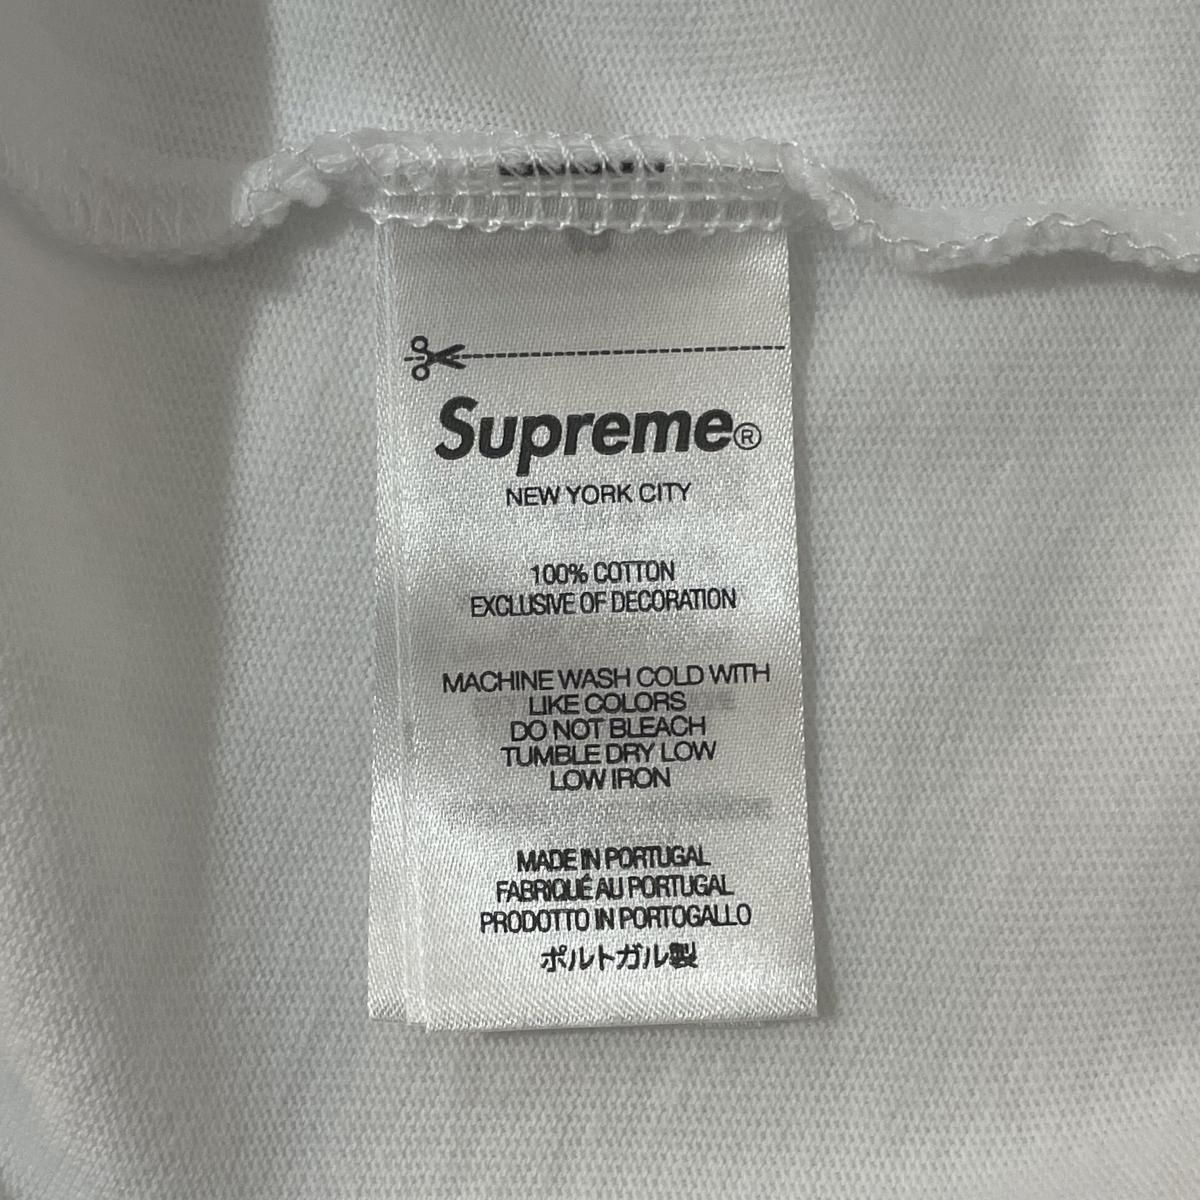 Supreme®
NEW YORK CITY
100% COTTON
EXCLUSIVE OF DECORATION
MACHINE WASH COLD WITH
LIKE COLORS
DO NOT BLEACH
TUMBLE DRY LOW
LOW IRON
MADE IN PORTUGAL
FABRIQUÉ AU PORTUGAL
PRODOTTO IN PORTOGALLO
ポルトガル製